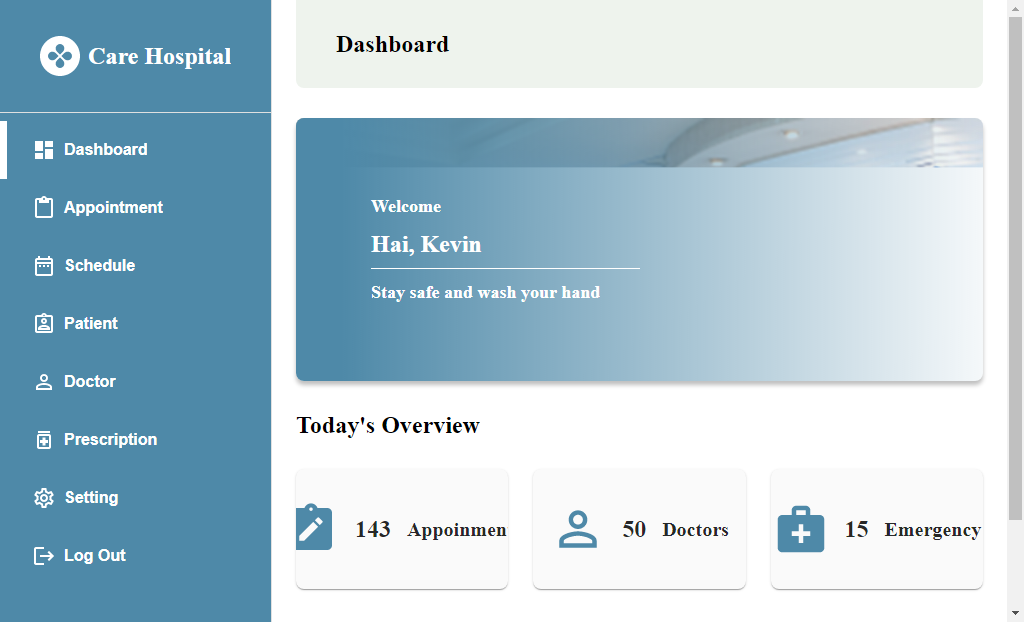 Care Hospital
Dashboard
Appointment
Schedule
Patient
Doctor
Prescription
Setting
Log Out
Dashboard
Welcome
Hai, Kevin
Stay safe and wash your hand
Today's Overview
143 Appoinmen
50 Doctors
15 Emergency